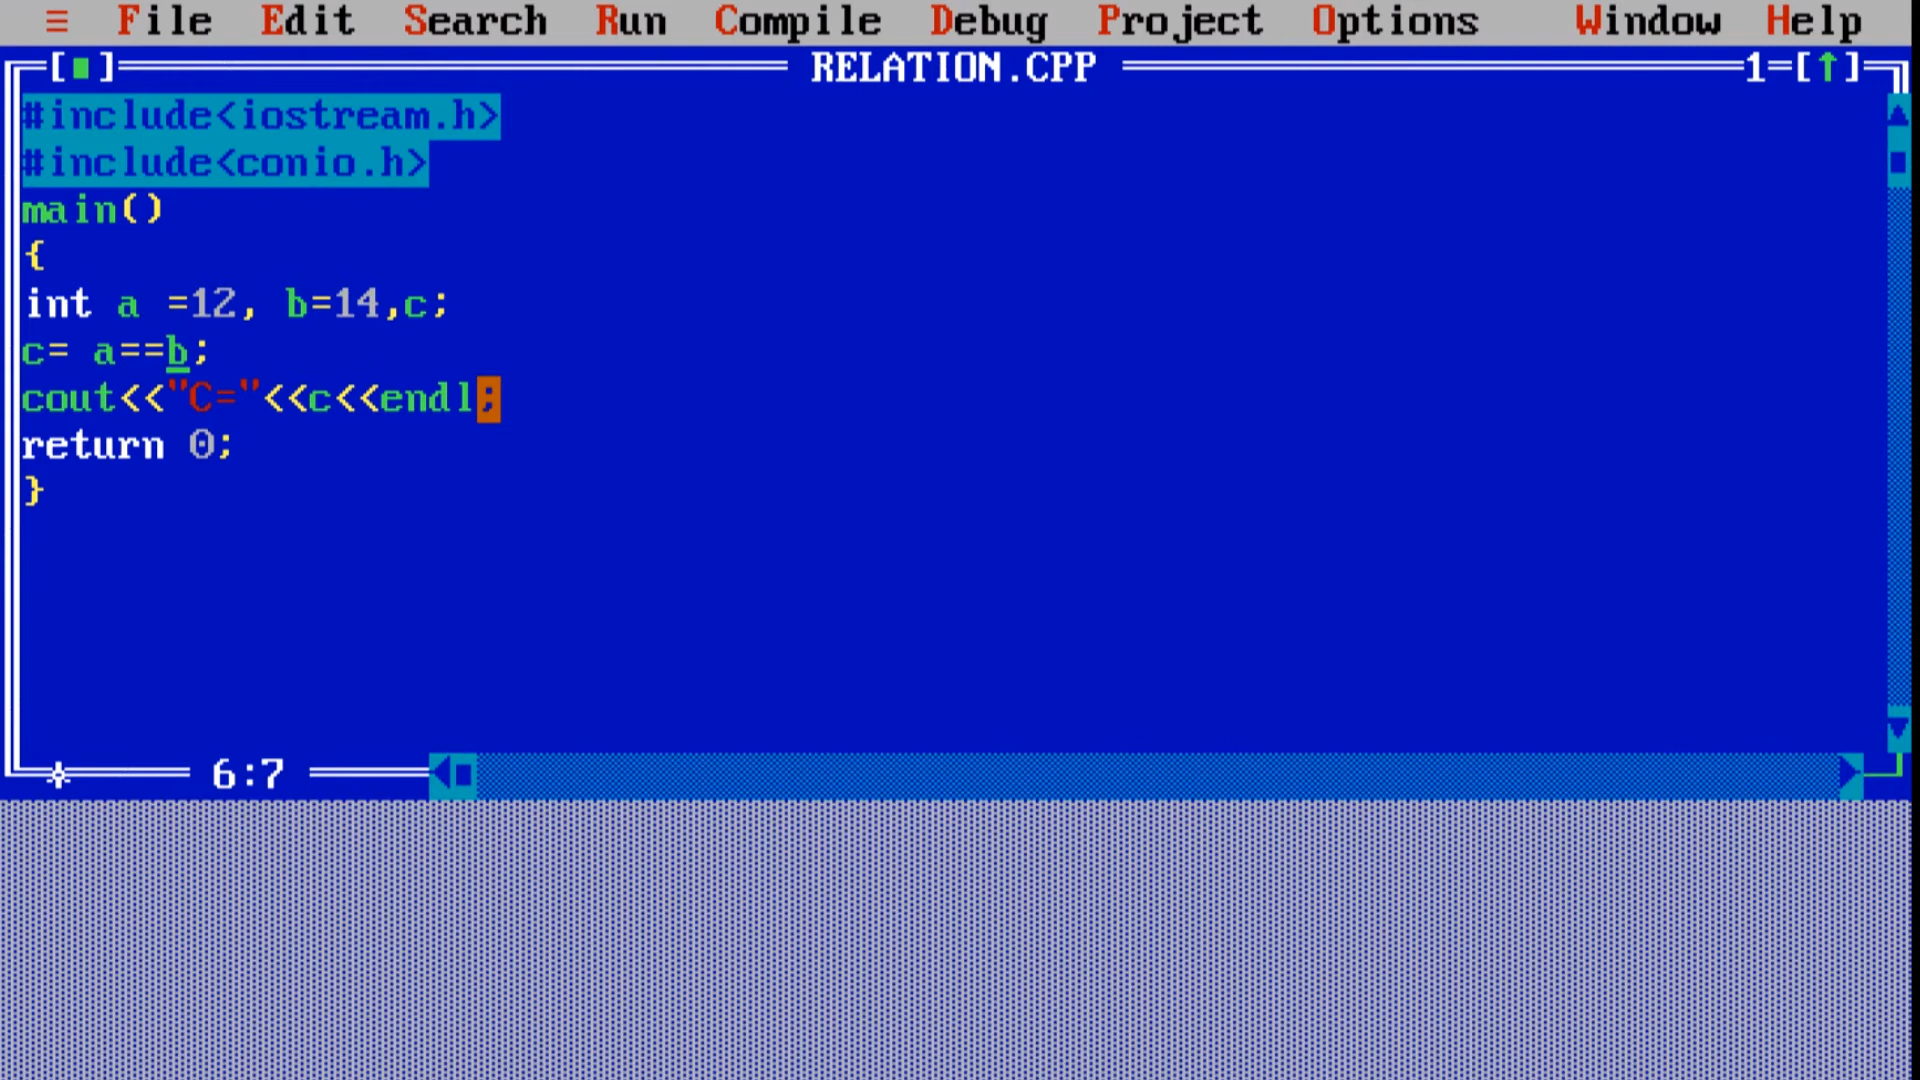 ≡ File Edit Search Run Compile Debug Project Options Window Help
[■] RELATION.CPP 1=[↑]
#include<iostream.h>
#include<conio.h>
main()
{
int a =12, b=14,c;
c= a==b;
cout<<"C="<<c<<endl;
return 0;
}
6:7